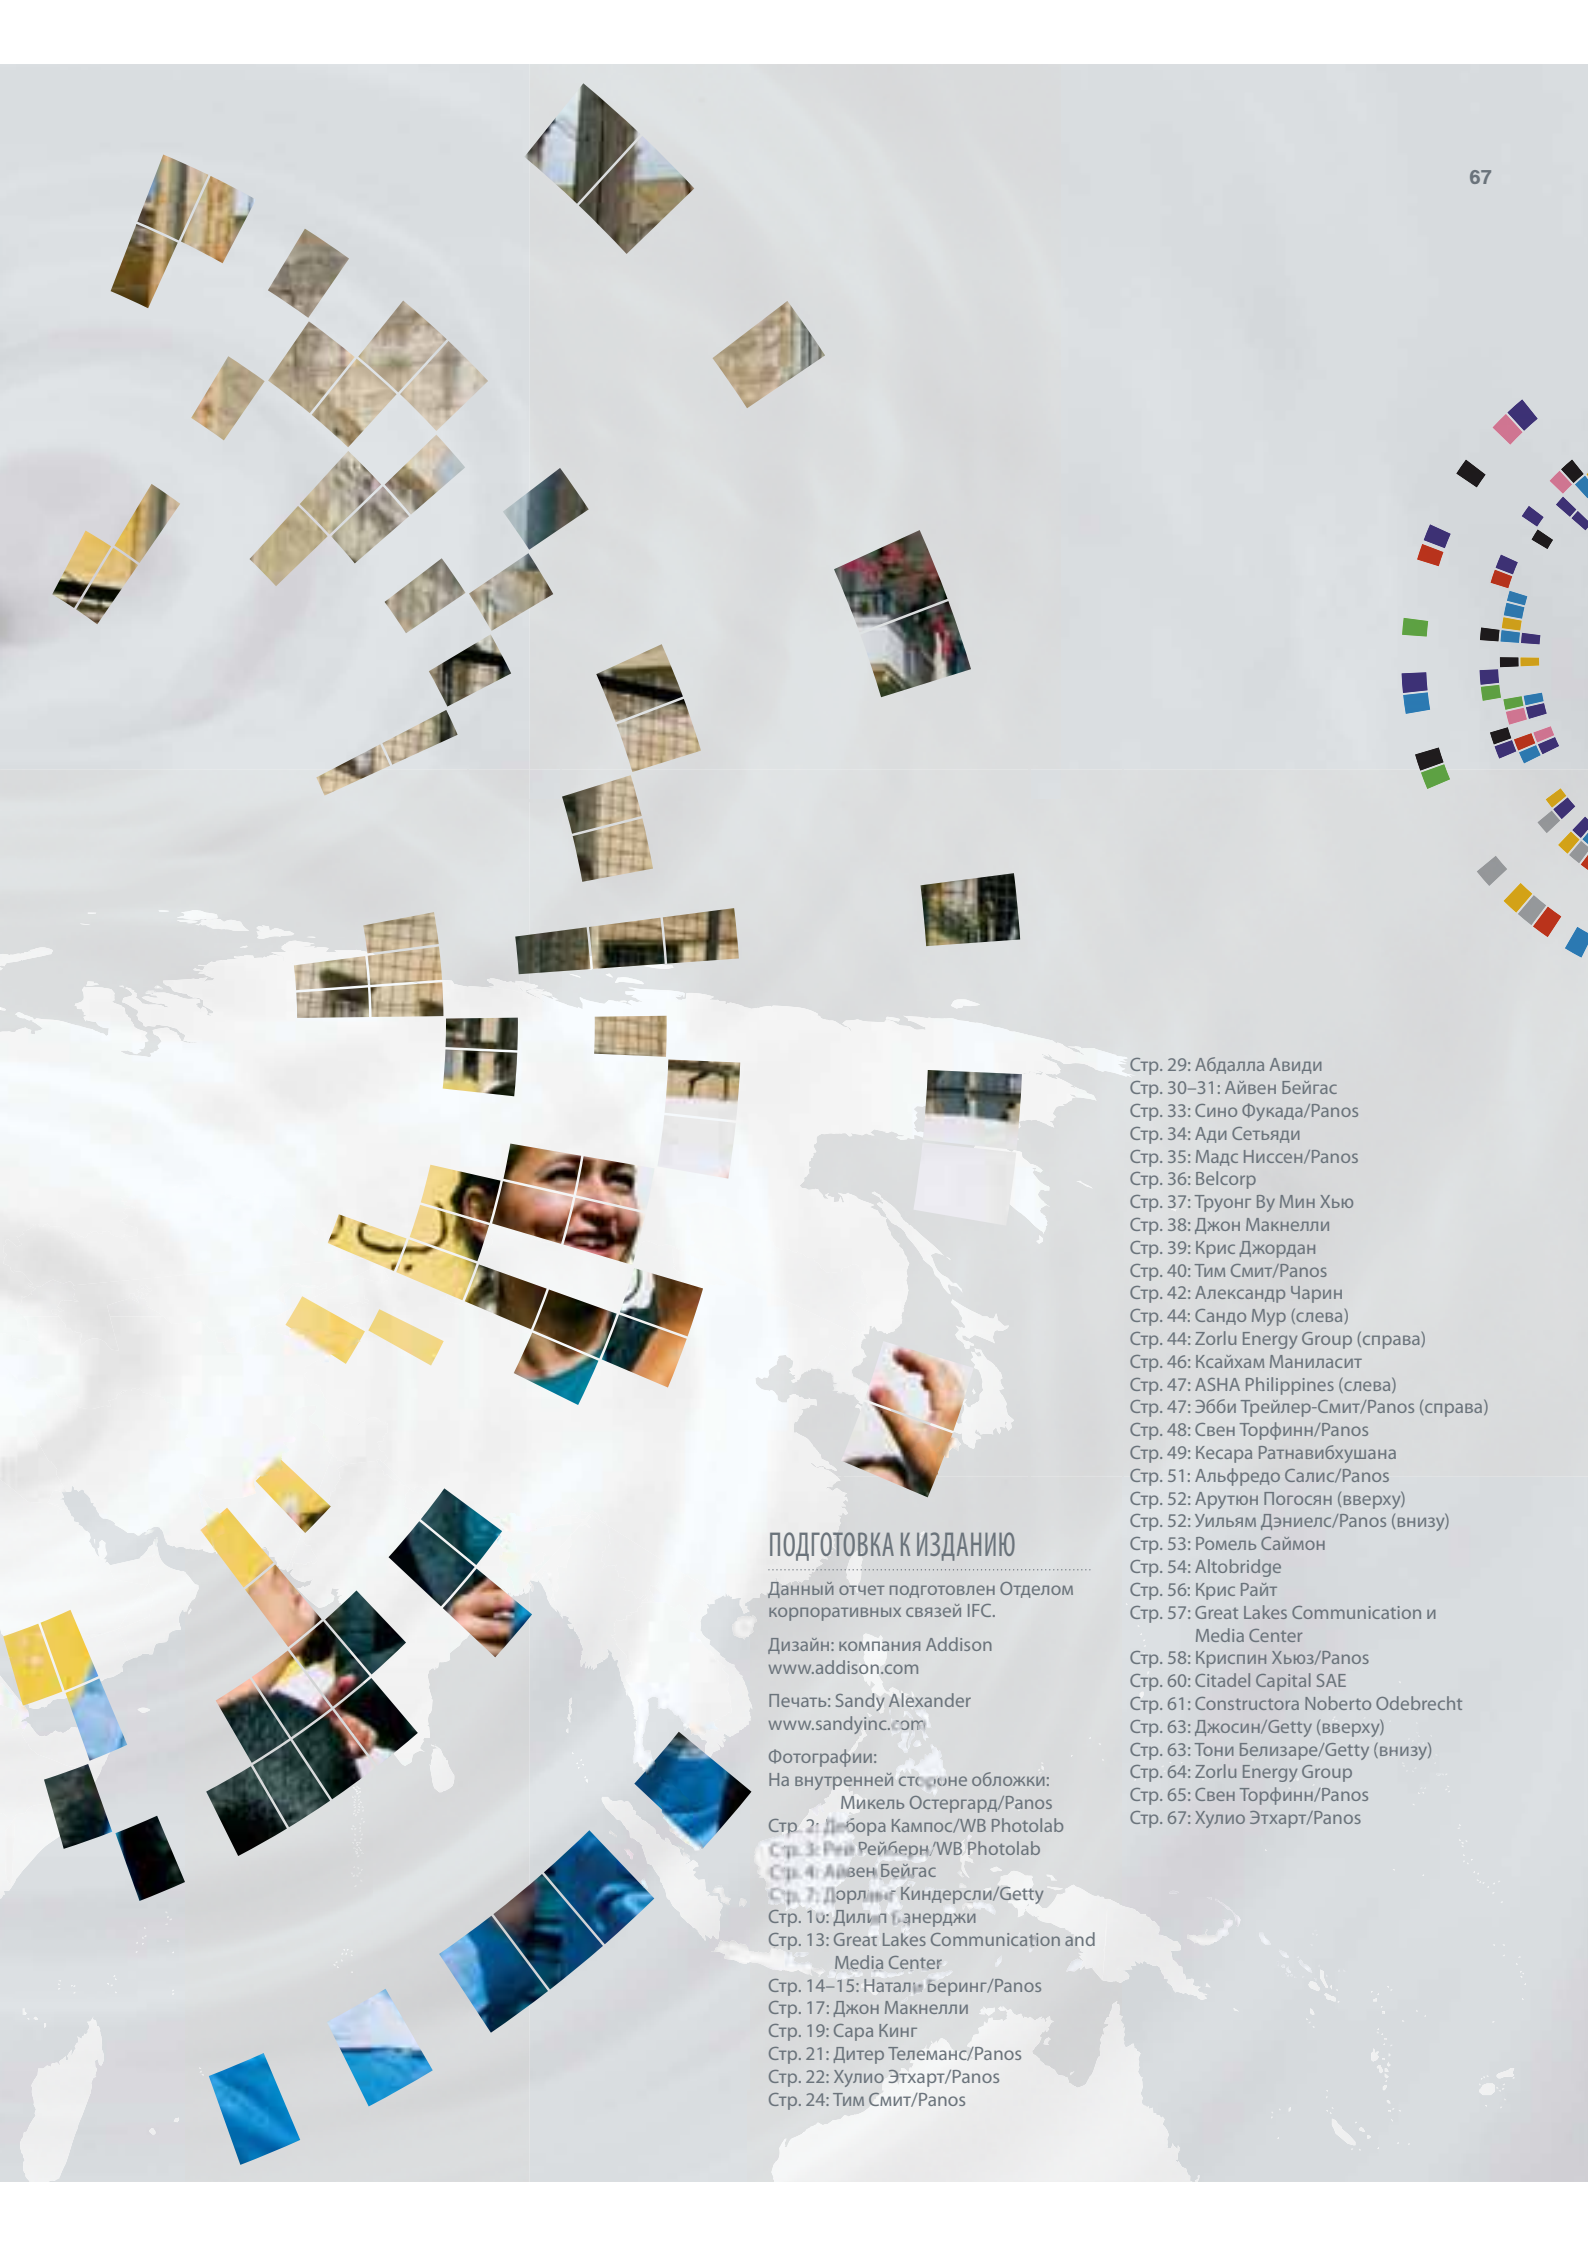 67
ПОДГОТОВКА К ИЗДАНИЮ
Данный отчет подготовлен Отделом
корпоративных связей IFC.
Дизайн: компания Addison
www.addison.com
Печать: Sandy Alexander
www.sandyinc.com
Фотографии:
На внутренней стороне обложки:
Микель Остергард/Panos
Стр. 2: Дебора Кампос/WB Photolab
Стр. 3: Рей Рейберн/WB Photolab
Стр. 4: Айвен Бейгас
Стр. 7: Дорлинг Киндерсли/Getty
Стр. 10: Дилип Банерджи
Стр. 13: Great Lakes Communication and
Media Center
Стр. 14–15: Натали Беринг/Panos
Стр. 17: Джон Макнелли
Стр. 19: Сара Кинг
Стр. 21: Дитер Телеманс/Panos
Стр. 22: Хулио Этхарт/Panos
Стр. 24: Тим Смит/Panos
Стр. 29: Абдалла Авиди
Стр. 30–31: Айвен Бейгас
Стр. 33: Сино Фукада/Panos
Стр. 34: Ади Сетьяди
Стр. 35: Мадс Ниссен/Panos
Стр. 36: Belcorp
Стр. 37: Труонг Ву Мин Хью
Стр. 38: Джон Макнелли
Стр. 39: Крис Джордан
Стр. 40: Тим Смит/Panos
Стр. 42: Александр Чарин
Стр. 44: Сандо Мур (слева)
Стр. 44: Zorlu Energy Group (справа)
Стр. 46: Ксайхам Маниласит
Стр. 47: ASHA Philippines (слева)
Стр. 47: Эбби Трейлер-Смит/Panos (справа)
Стр. 48: Свен Торфинн/Panos
Стр. 49: Кесара Ратнавибхушана
Стр. 51: Альфредо Салис/Panos
Стр. 52: Арутюн Погосян (вверху)
Стр. 52: Уильям Дэниелс/Panos (внизу)
Стр. 53: Ромель Саймон
Стр. 54: Altobridge
Стр. 56: Крис Райт
Стр. 57: Great Lakes Communication и
Media Center
Стр. 58: Криспин Хьюз/Panos
Стр. 60: Citadel Capital SAE
Стр. 61: Constructora Noberto Odebrecht
Стр. 63: Джосин/Getty (вверху)
Стр. 63: Тони Белизаре/Getty (внизу)
Стр. 64: Zorlu Energy Group
Стр. 65: Свен Торфинн/Panos
Стр. 67: Хулио Этхарт/Panos